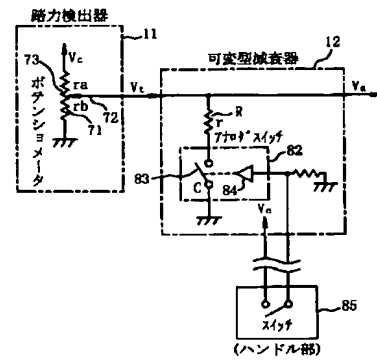 踏力検出器
11
可変型減衰器
12
73
Vc
ra
rb
72
71
ポテンショメータ
Vt
Va
R
r
アナログスイッチ
82
83
C
84
Vc
85
スイッチ
(ハンドル部)